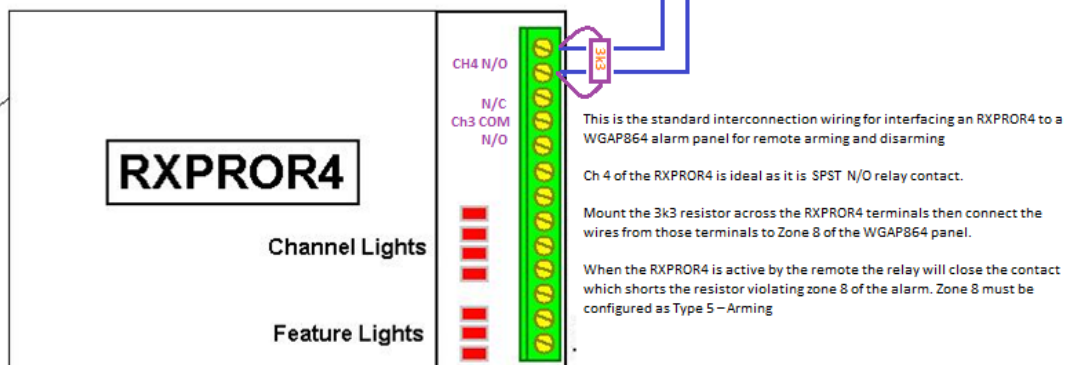 CH4 N/O
3k3
N/C
Ch3 COM
N/O
RXPROR4
Channel Lights
Feature Lights
This is the standard interconnection wiring for interfacing an RXPROR4 to a
WGAP864 alarm panel for remote arming and disarming
Ch 4 of the RXPROR4 is ideal as it is SPST N/O relay contact.
Mount the 3k3 resistor across the RXPROR4 terminals then connect the
wires from those terminals to Zone 8 of the WGAP864 panel.
When the RXPROR4 is active by the remote the relay will close the contact
which shorts the resistor violating zone 8 of the alarm. Zone 8 must be
configured as Type 5 – Arming